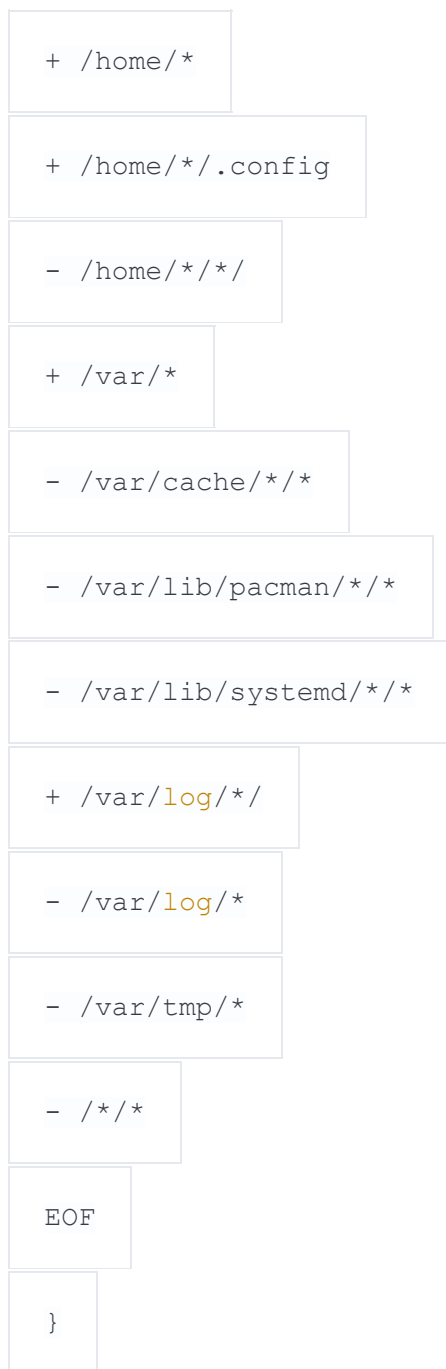 + /home/*
+ /home/*/.config
- /home/*/*/
+ /var/*
- /var/cache/*/*
- /var/lib/pacman/*/*
- /var/lib/systemd/*/*
+ /var/log/*/
- /var/log/*
- /var/tmp/*
- /*/*
EOF
}